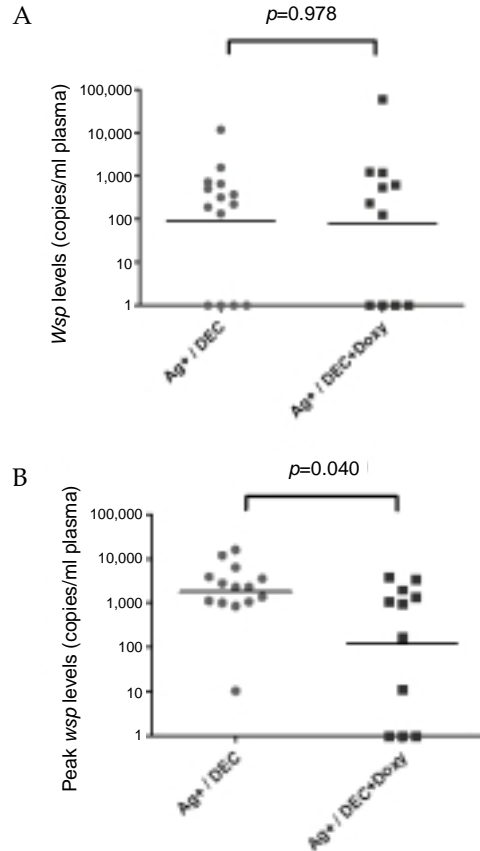 A
p=0.978
Wsp levels (copies/ml plasma)
100,000
10,000
1,000
100
10
1
Ag+ / DEC
Ag+ / DEC+Doxy
B
p=0.040
Peak wsp levels (copies/ml plasma)
100,000
10,000
1,000
100
10
1
Ag+ / DEC
Ag+ / DEC+Doxy